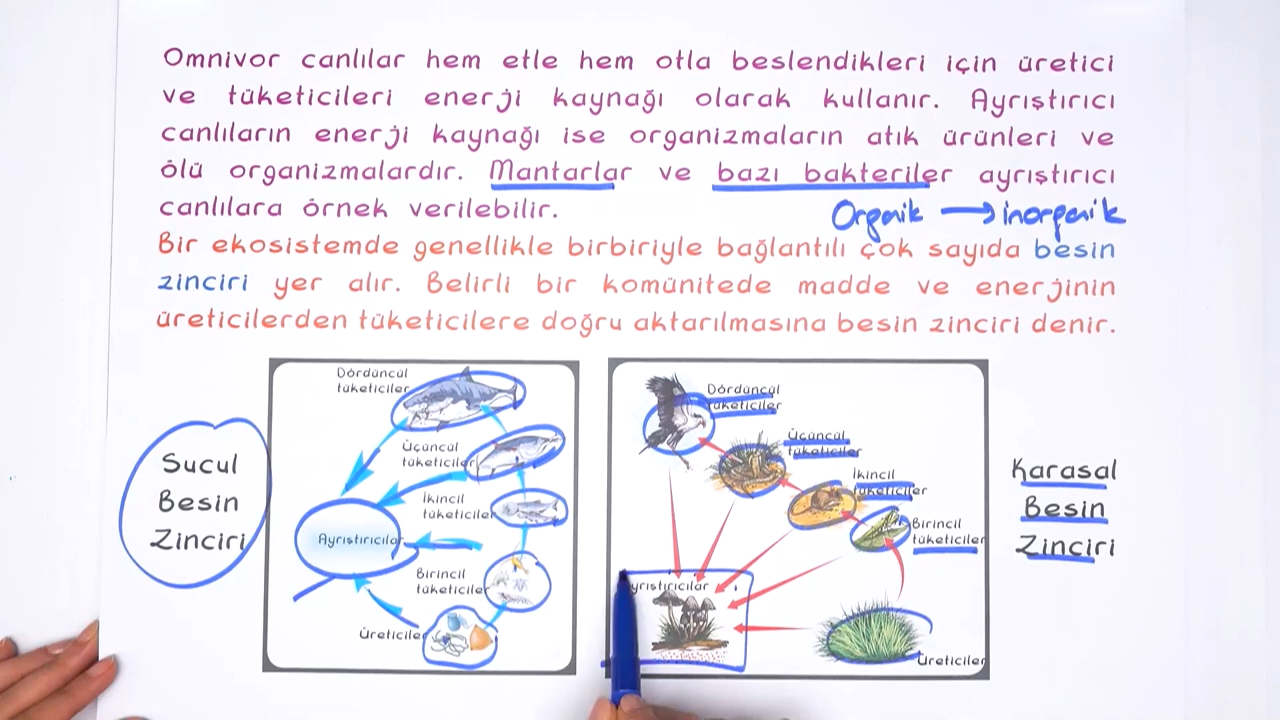 Omnivor canlılar hem etle hem otla beslendikleri için üretici
ve tüketicileri enerji kaynağı olarak kullanır. Ayrıştırıcı
canlıların enerji kaynağı ise organizmaların atık ürünleri ve
ölü organizmalardır. Mantarlar ve bazı bakteriler ayrıştırıcı
canlılara örnek verilebilir.
Organik → inorganik
Bir ekosistemde genellikle birbiriyle bağlantılı çok sayıda besin
zinciri yer alır. Belirli bir komünitede madde ve enerjinin
üreticilerden tüketicilere doğru aktarılmasına besin zinciri denir.
Sucul
Besin
Zinciri
Dördüncül
tüketiciler
Üçüncül
tüketiciler
İkincil
tüketiciler
Ayrıştırıcılar
Birincil
tüketiciler
Üreticiler
Dördüncül
tüketiciler
Üçüncül
tüketiciler
İkincil
tüketiciler
Birincil
tüketiciler
Ayrıştırıcılar
Üreticiler
Karasal
Besin
Zinciri